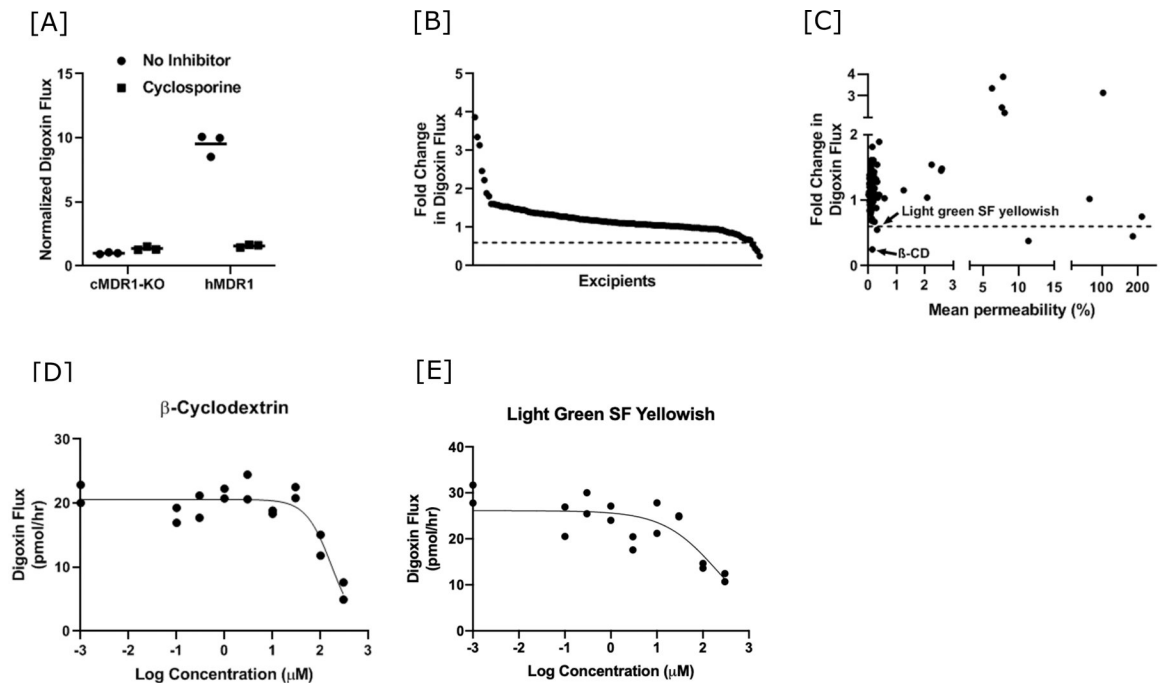 [A]
No Inhibitor
Cyclosporine
Normalized Digoxin Flux
15
10
5
0
cMDR1-KO hMDR1
[B]
Fold Change
in Digoxin Flux
5
4
3
2
1
0
Excipients
[C]
Fold Change in
Digoxin Flux
4
3
2
1
0
Light green SF yellowish
ß-CD
0 1 2 3 5 10 15 100 200
Mean permeability (%)
[D]
β-Cyclodextrin
Digoxin Flux
(pmol/hr)
30
20
10
0
-3 -2 -1 0 1 2 3
Log Concentration (μM)
[E]
Light Green SF Yellowish
Digoxin Flux
(pmol/hr)
40
30
20
10
0
-3 -2 -1 0 1 2 3
Log Concentration (μM)